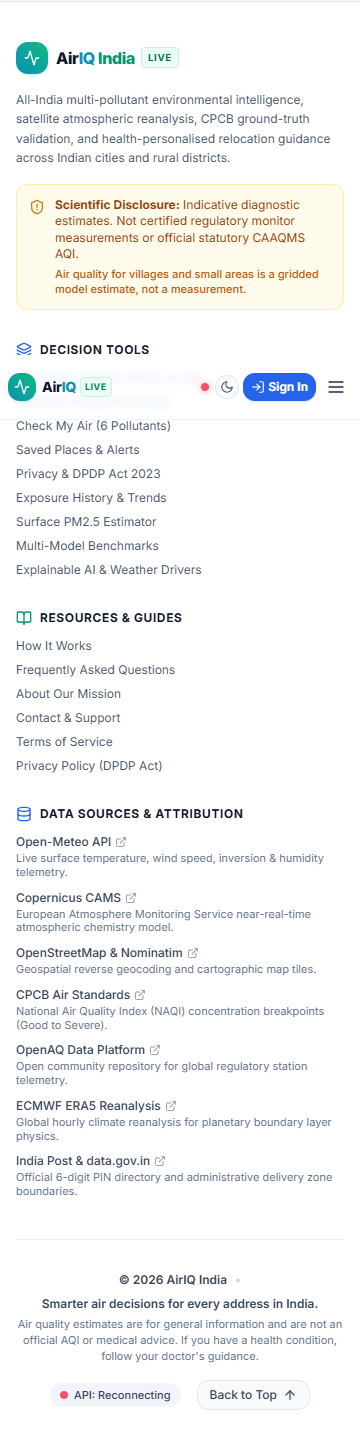 AirIQ India LIVE
All-India multi-pollutant environmental intelligence,
satellite atmospheric reanalysis, CPCB ground-truth
validation, and health-personalised relocation guidance
across Indian cities and rural districts.
Scientific Disclosure: Indicative diagnostic
estimates. Not certified regulatory monitor
measurements or official statutory CAAQMS
AQI.
Air quality for villages and small areas is a gridded
model estimate, not a measurement.
DECISION TOOLS
AirIQ LIVE Sign In
Check My Air (6 Pollutants)
Saved Places & Alerts
Privacy & DPDP Act 2023
Exposure History & Trends
Surface PM2.5 Estimator
Multi-Model Benchmarks
Explainable AI & Weather Drivers
RESOURCES & GUIDES
How It Works
Frequently Asked Questions
About Our Mission
Contact & Support
Terms of Service
Privacy Policy (DPDP Act)
DATA SOURCES & ATTRIBUTION
Open-Meteo API
Live surface temperature, wind speed, inversion & humidity
telemetry.
Copernicus CAMS
European Atmosphere Monitoring Service near-real-time
atmospheric chemistry model.
OpenStreetMap & Nominatim
Geospatial reverse geocoding and cartographic map tiles.
CPCB Air Standards
National Air Quality Index (NAQI) concentration breakpoints
(Good to Severe).
OpenAQ Data Platform
Open community repository for global regulatory station
telemetry.
ECMWF ERA5 Reanalysis
Global hourly climate reanalysis for planetary boundary layer
physics.
India Post & data.gov.in
Official 6-digit PIN directory and administrative delivery zone
boundaries.
© 2026 AirIQ India
Smarter air decisions for every address in India.
Air quality estimates are for general information and are not an
official AQI or medical advice. If you have a health condition,
follow your doctor's guidance.
API: Reconnecting
Back to Top